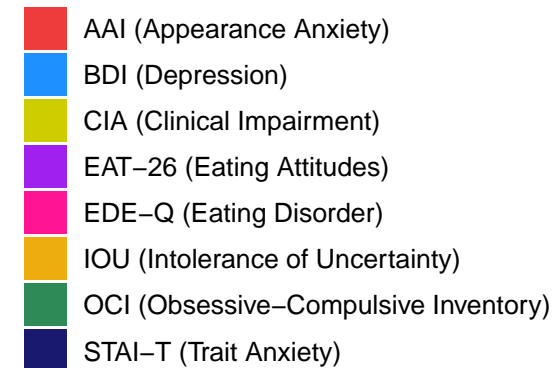 AAI (Appearance Anxiety)
BDI (Depression)
CIA (Clinical Impairment)
EAT−26 (Eating Attitudes)
EDE−Q (Eating Disorder)
IOU (Intolerance of Uncertainty)
OCI (Obsessive−Compulsive Inventory)
STAI−T (Trait Anxiety)